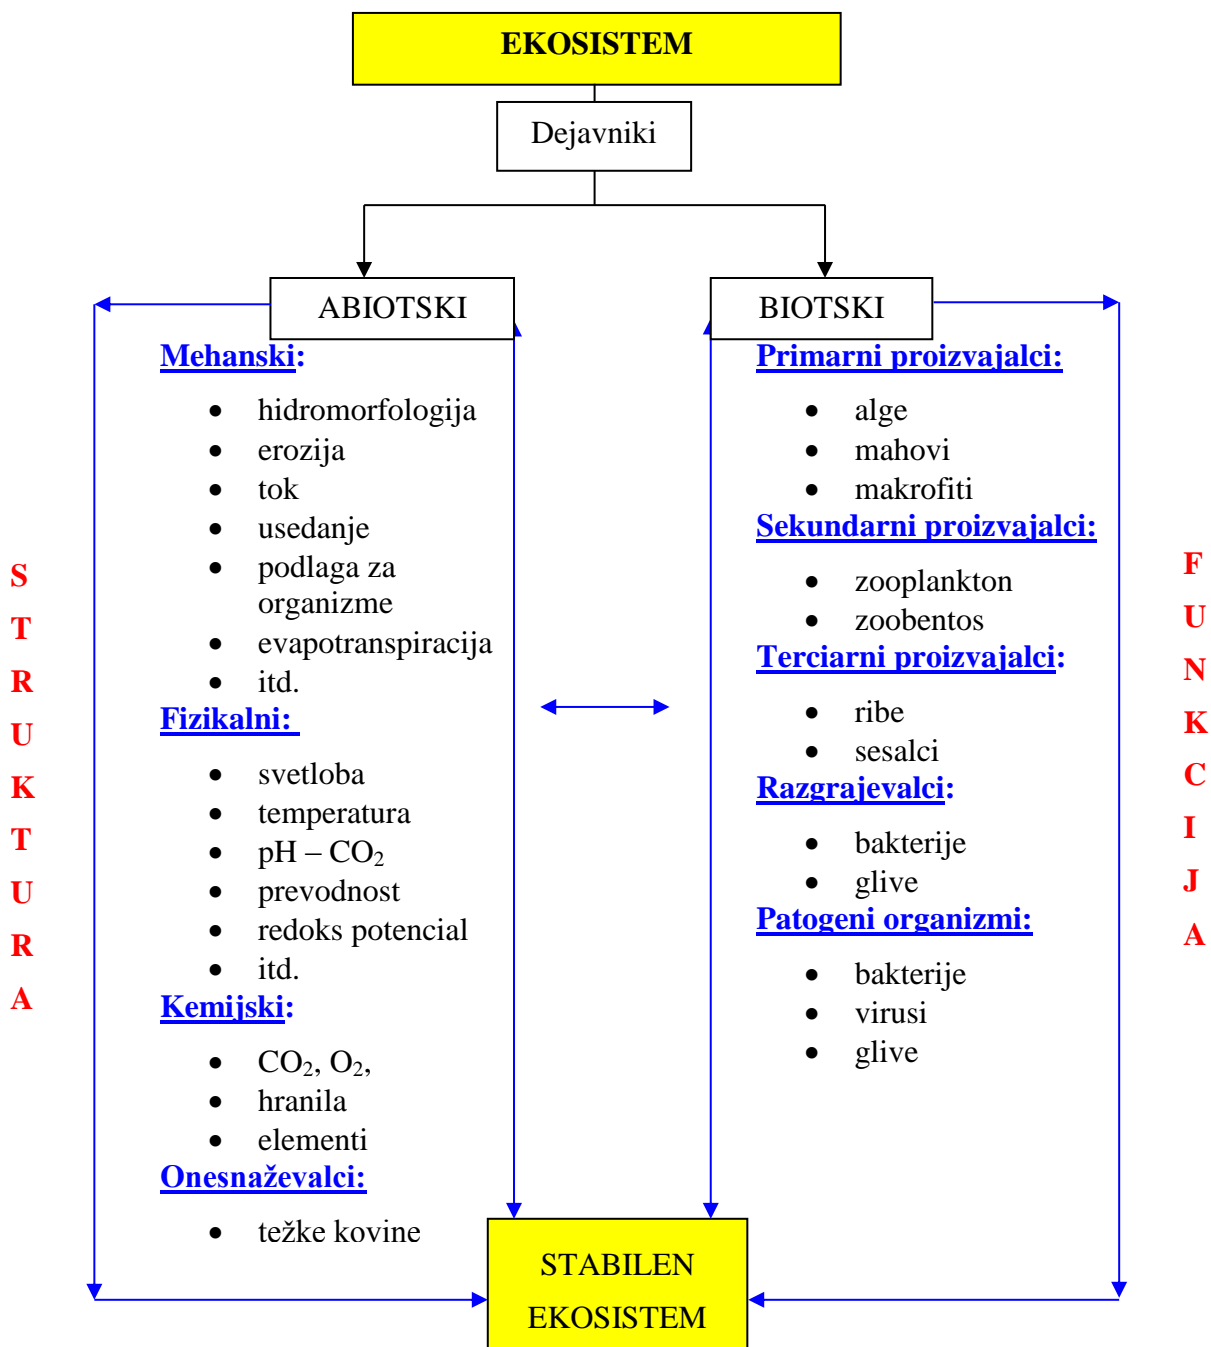 EKOSISTEM
Dejavniki
ABIOTSKI
Mehanski:
• hidromorfologija
• erozija
• tok
• usedanje
• podlaga za
organizme
• evapotranspiracija
• itd.
Fizikalni:
• svetloba
• temperatura
• pH – CO₂
• prevodnost
• redoks potencial
• itd.
Kemijski:
• CO₂, O₂,
• hranila
• elementi
Onesnaževalci:
• težke kovine
BIOTSKI
Primarni proizvajalci:
• alge
• mahovi
• makrofiti
Sekundarni proizvajalci:
• zooplankton
• zoobentos
Terciarni proizvajalci:
• ribe
• sesalci
Razgrajevalci:
• bakterije
• glive
Patogeni organizmi:
• bakterije
• virusi
• glive
S
T
R
U
K
T
U
R
A
F
U
N
K
C
I
J
A
STABILEN
EKOSISTEM